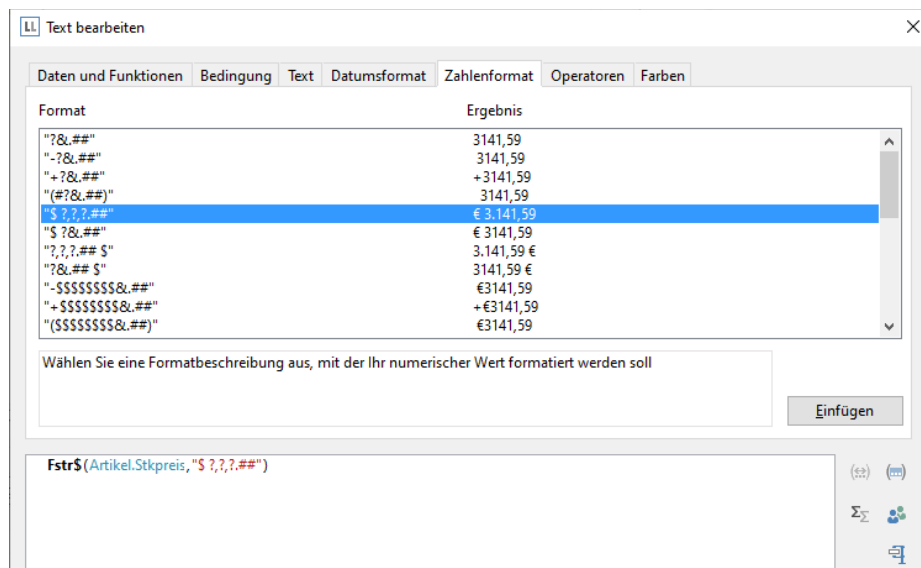 LL Text bearbeiten
Daten und Funktionen Bedingung Text Datumsformat Zahlenformat Operatoren Farben
Format Ergebnis
"?&.##" 3141,59
"-?&.##" 3141,59
"+?&.##" +3141,59
"(#?&.##)" 3141,59
"$ ?,?,?.##" € 3.141,59
"$ ?&.##" € 3141,59
"?,?,?.## $" 3.141,59 €
"?&.## $" 3141,59 €
"-$$$$$$$$&.##" €3141,59
"+$$$$$$$$&.##" +€3141,59
"($$$$$$$$&.##)" €3141,59
Wählen Sie eine Formatbeschreibung aus, mit der Ihr numerischer Wert formatiert werden soll
Einfügen
Fstr$(Artikel.Stkpreis,"$ ?,?,?.##")